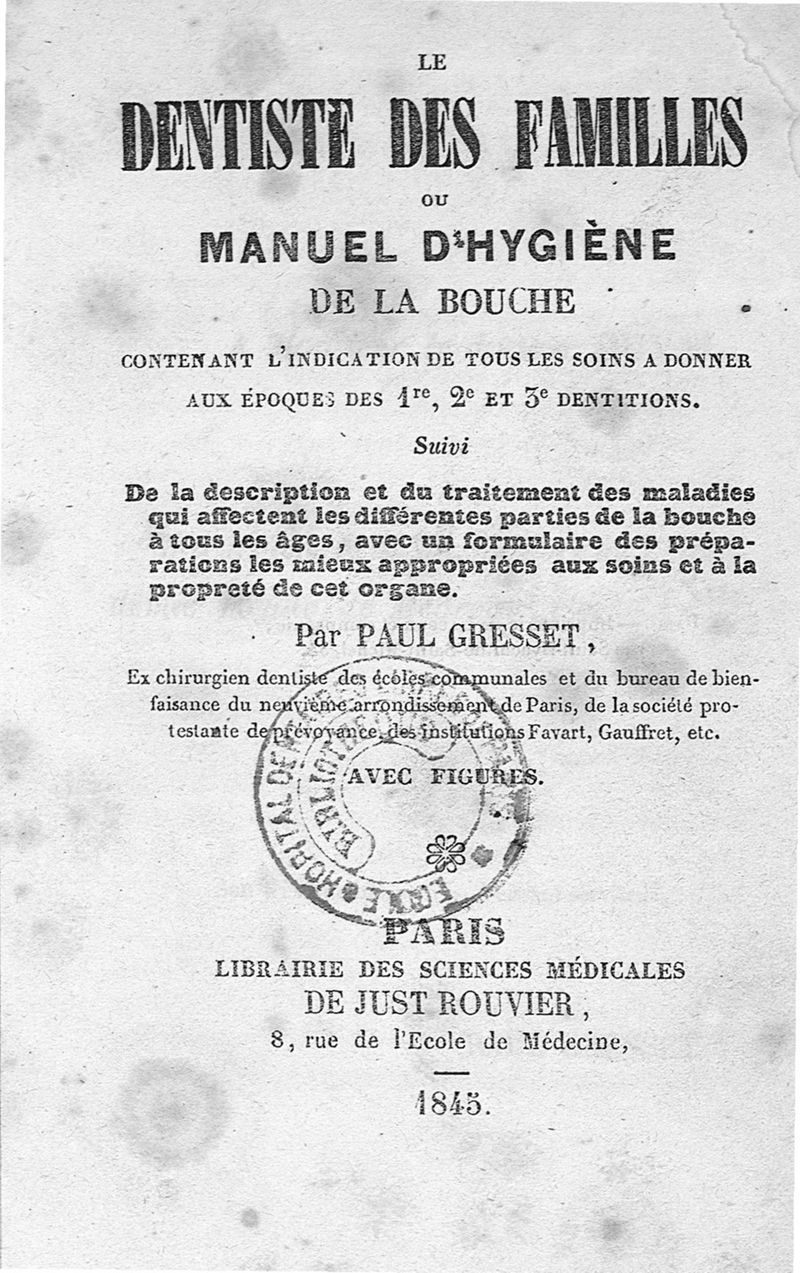 LE
DENTISTE DES FAMILLES
OU
MANUEL D'HYGIÈNE
DE LA BOUCHE
CONTENANT L'INDICATION DE TOUS LES SOINS A DONNER
AUX ÉPOQUES DES 1re, 2e ET 3e DENTITIONS.
Suivi
De la description et du traitement des maladies
qui affectent les différentes parties de la bouche
à tous les âges, avec un formulaire des prépa-
rations les mieux appropriées aux soins et à la
propreté de cet organe.
Par PAUL GRESSET,
Ex chirurgien dentiste des écoles communales et du bureau de bien-
faisance du neuvième arrondissement de Paris, de la société pro-
testante de prévoyance, des institutions Favart, Gauffret, etc.
AVEC FIGURES.
ECOLE HOPITAL DENTAIRE
BIBLIOTHEQUE
PARIS
LIBRAIRIE DES SCIENCES MÉDICALES
DE JUST ROUVIER,
8, rue de l'Ecole de Médecine,
1845.